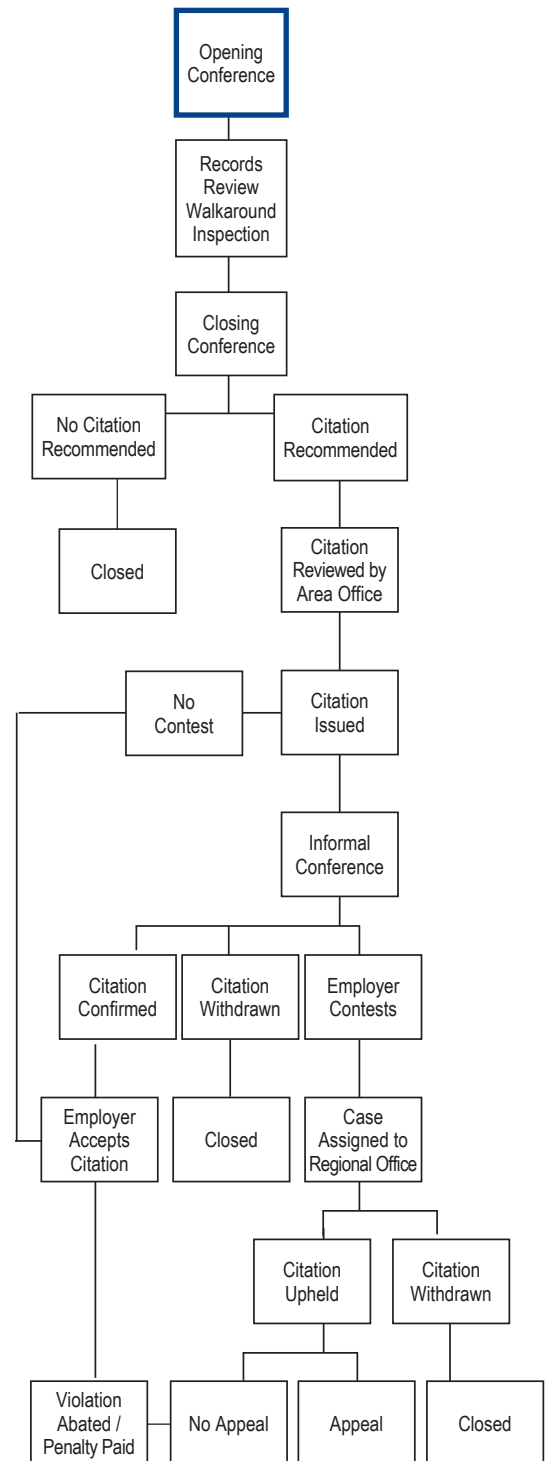 Opening
Conference
Records
Review
Walkaround
Inspection
Closing
Conference
No Citation
Recommended
Citation
Recommended
Closed
Citation
Reviewed by
Area Office
No
Contest
Citation
Issued
Informal
Conference
Citation
Confirmed
Citation
Withdrawn
Employer
Contests
Employer
Accepts
Citation
Closed
Case
Assigned to
Regional Office
Citation
Upheld
Citation
Withdrawn
Violation
Abated /
Penalty Paid
No Appeal
Appeal
Closed